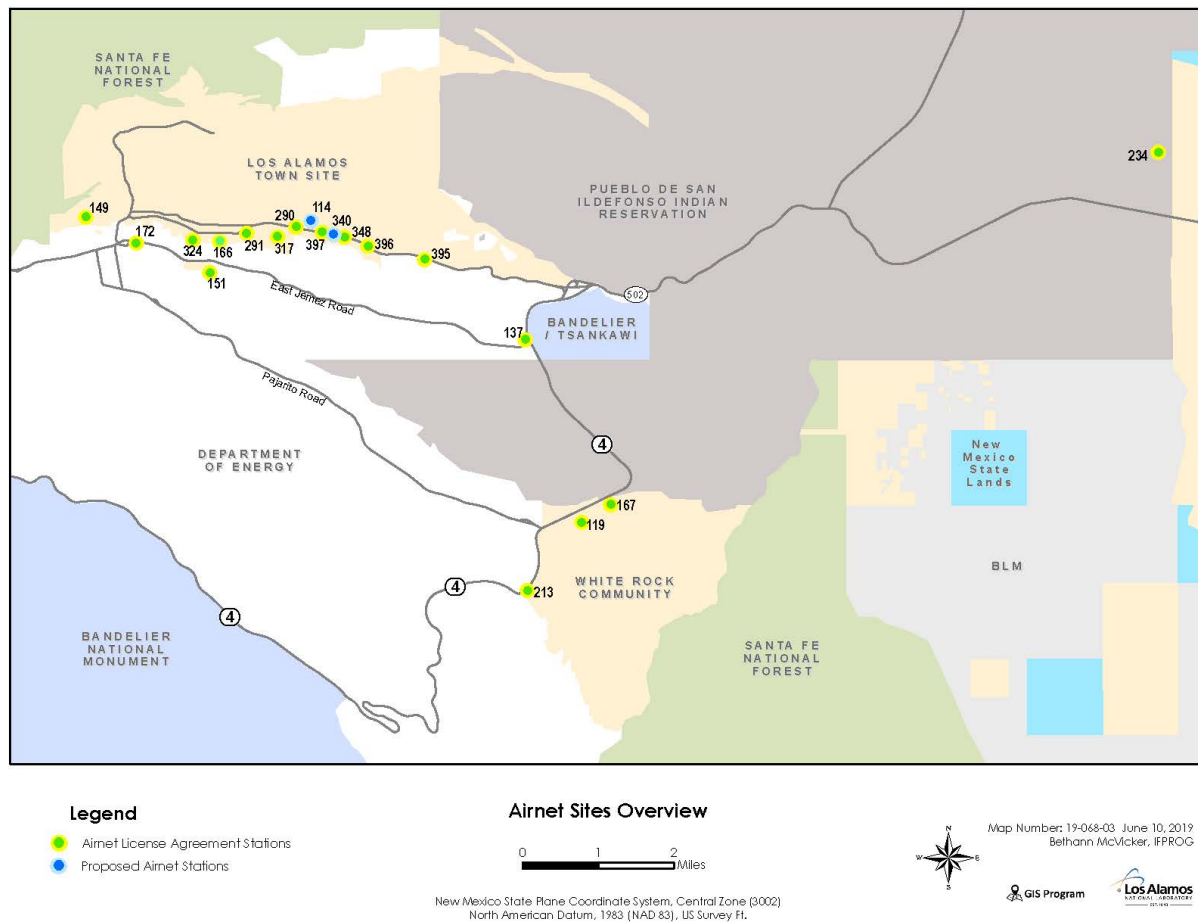 SANTA FE
NATIONAL
FOREST
LOS ALAMOS
TOWN SITE
PUEBLO DE SAN
ILDEFONSO INDIAN
RESERVATION
234
149
172
324
166
151
291
317
290
114
397
340
348
396
395
East Jemez Road
502
BANDELIER
/ TSANKAWI
137
Pajarito Road
4
DEPARTMENT
OF ENERGY
New
Mexico
State
Lands
167
119
BLM
213
WHITE ROCK
COMMUNITY
4
4
BANDELIER
NATIONAL
MONUMENT
SANTA FE
NATIONAL
FOREST
Legend
Airnet License Agreement Stations
Proposed Airnet Stations
Airnet Sites Overview
0 1 2
Miles
New Mexico State Plane Coordinate System, Central Zone (3002)
North American Datum, 1983 (NAD 83), US Survey Ft.
N
W E
S
Map Number: 19-068-03 June 10, 2019
Bethann McVicker, IFPROG
GIS Program
Los Alamos
NATIONAL LABORATORY
EST. 1943